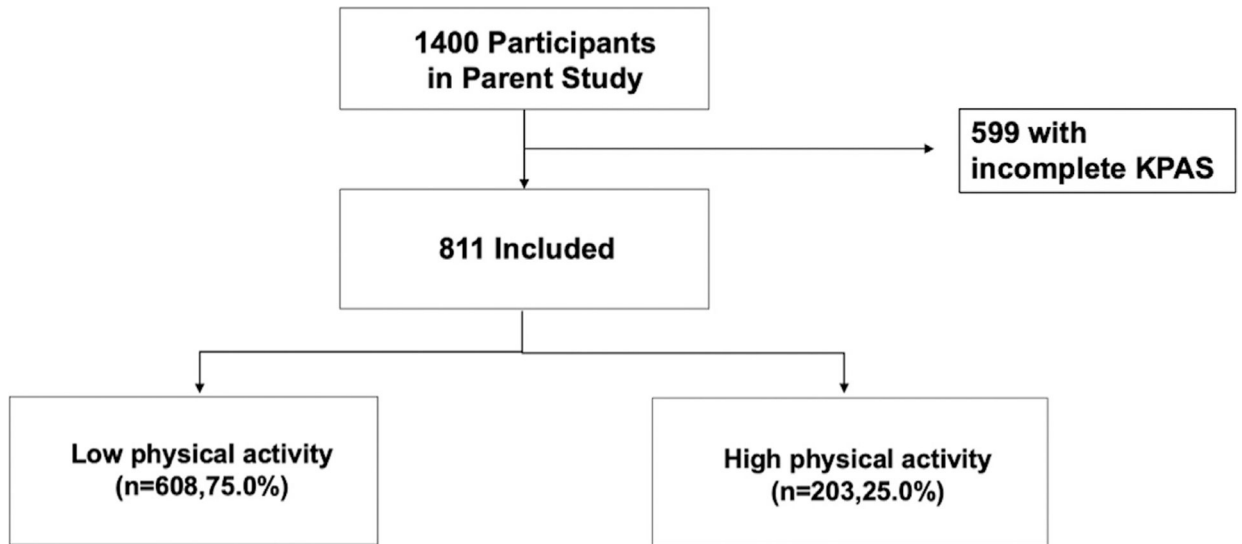 1400 Participants
in Parent Study
599 with
incomplete KPAS
811 Included
Low physical activity
(n=608,75.0%)
High physical activity
(n=203,25.0%)